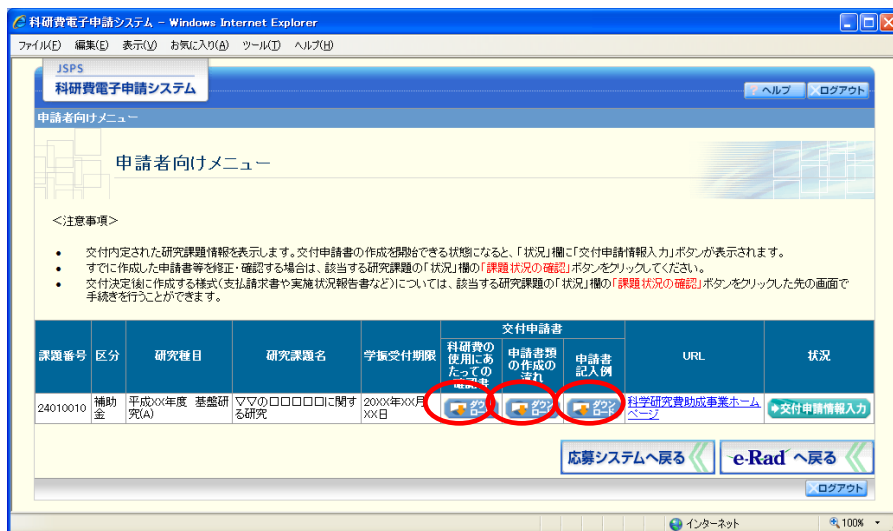 科研費電子申請システム - Windows Internet Explorer
ファイル(F) 編集(E) 表示(V) お気に入り(A) ツール(T) ヘルプ(H)
JSPS
科研費電子申請システム
? ヘルプ ログアウト
申請者向けメニュー
申請者向けメニュー
<注意事項>
• 交付内定された研究課題情報を表示します。交付申請書の作成を開始できる状態になると、「状況」欄に「交付申請情報入力」ボタンが表示されます。
• すでに作成した申請書等を修正・確認する場合は、該当する研究課題の「状況」欄の「課題状況の確認」ボタンをクリックしてください。
• 交付決定後に作成する様式(支払請求書や実施状況報告書など)については、該当する研究課題の「状況」欄の「課題状況の確認」ボタンをクリックした先の画面で
手続きを行うことができます。
課題番号 区分 研究種目 研究課題名 学振受付期限 交付申請書 URL 状況
科研費の使用にあたっての確認書 申請書類の作成の流れ 申請書記入例
24010010 補助金 平成XX年度 基盤研究(A) ▽▽の□□□□□に関する研究 20XX年XX月XX日 ダウンロード ダウンロード ダウンロード 科学研究費助成事業ホームページ 交付申請情報入力
応募システムへ戻る e-Rad へ戻る
ログアウト
インターネット 100%